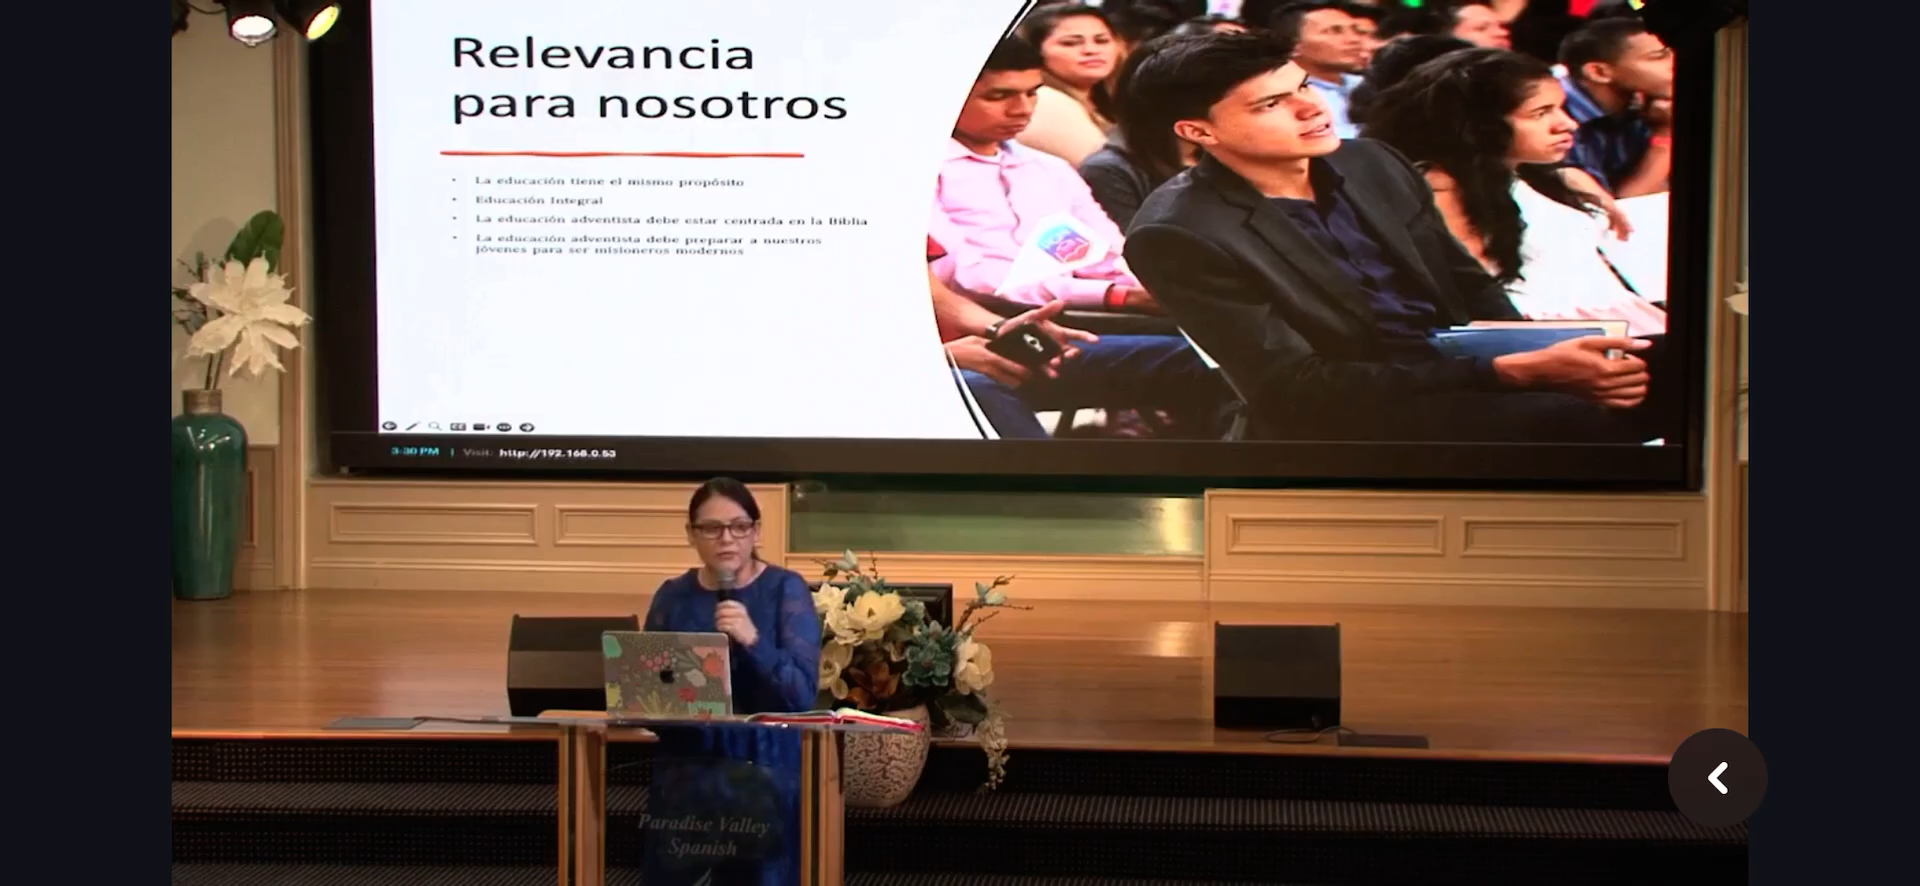 Relevancia
para nosotros
• La educación tiene el mismo propósito
• Educación Integral
• La educación adventista debe estar centrada en la Biblia
• La educación adventista debe preparar a nuestros
jóvenes para ser misioneros modernos
3:30 PM | Visit: http://192.168.0.53
Paradise Valley
Spanish